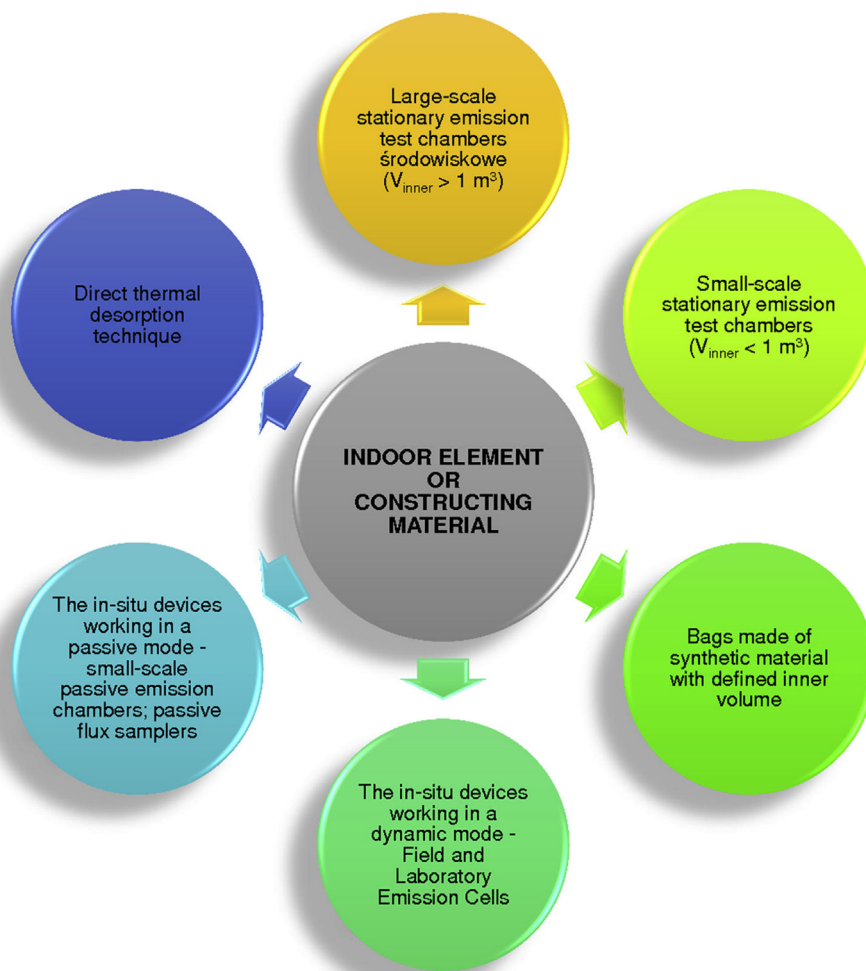 Large-scale
stationary emission
test chambers
środowiskowe
(Vinner > 1 m³)
Direct thermal
desorption
technique
Small-scale
stationary emission
test chambers
(Vinner < 1 m³)
INDOOR ELEMENT
OR
CONSTRUCTING
MATERIAL
The in-situ devices
working in a
passive mode -
small-scale
passive emission
chambers; passive
flux samplers
Bags made of
synthetic material
with defined inner
volume
The in-situ devices
working in a
dynamic mode -
Field and
Laboratory
Emission Cells